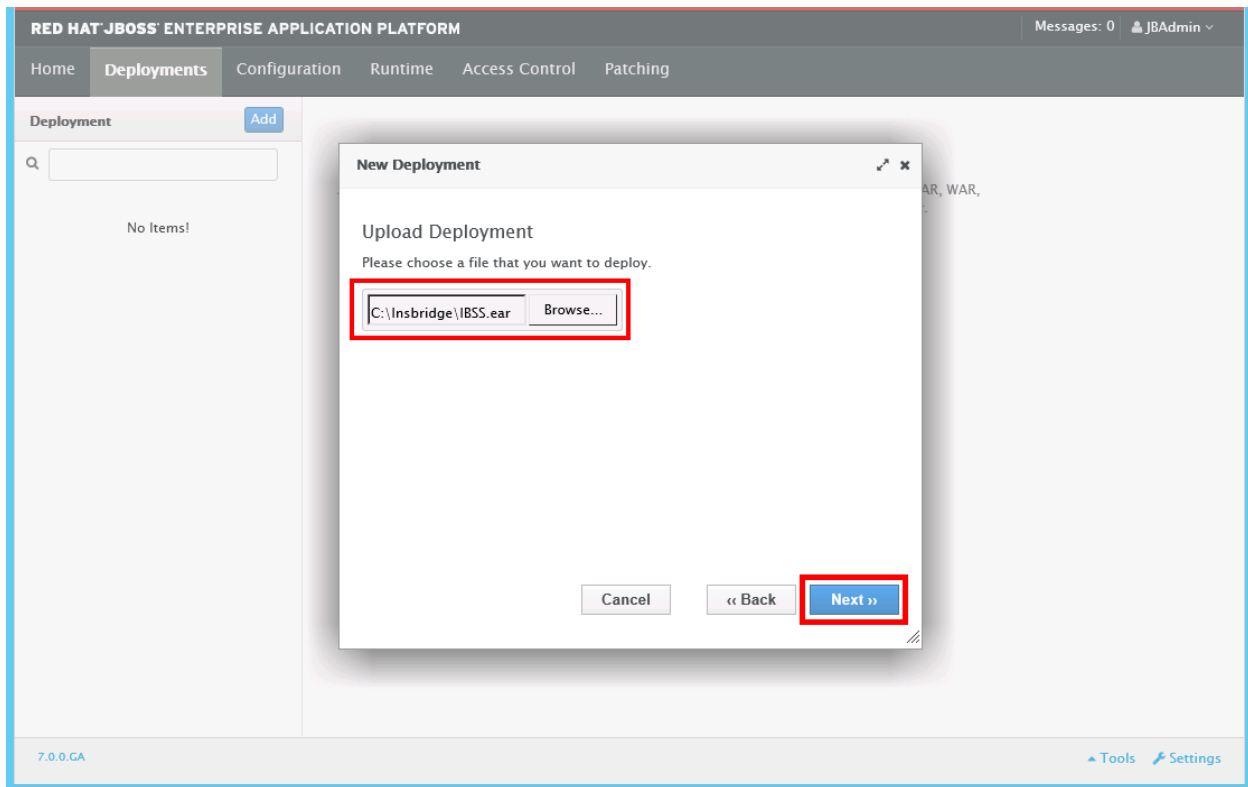 RED HAT JBOSS ENTERPRISE APPLICATION PLATFORM
Messages: 0 JBAdmin
Home Deployments Configuration Runtime Access Control Patching
Deployment Add
No Items!
New Deployment
AR, WAR,
Upload Deployment
Please choose a file that you want to deploy.
C:\Insbridge\IBSS.ear Browse...
Cancel ‹‹ Back Next ››
7.0.0.GA
Tools Settings